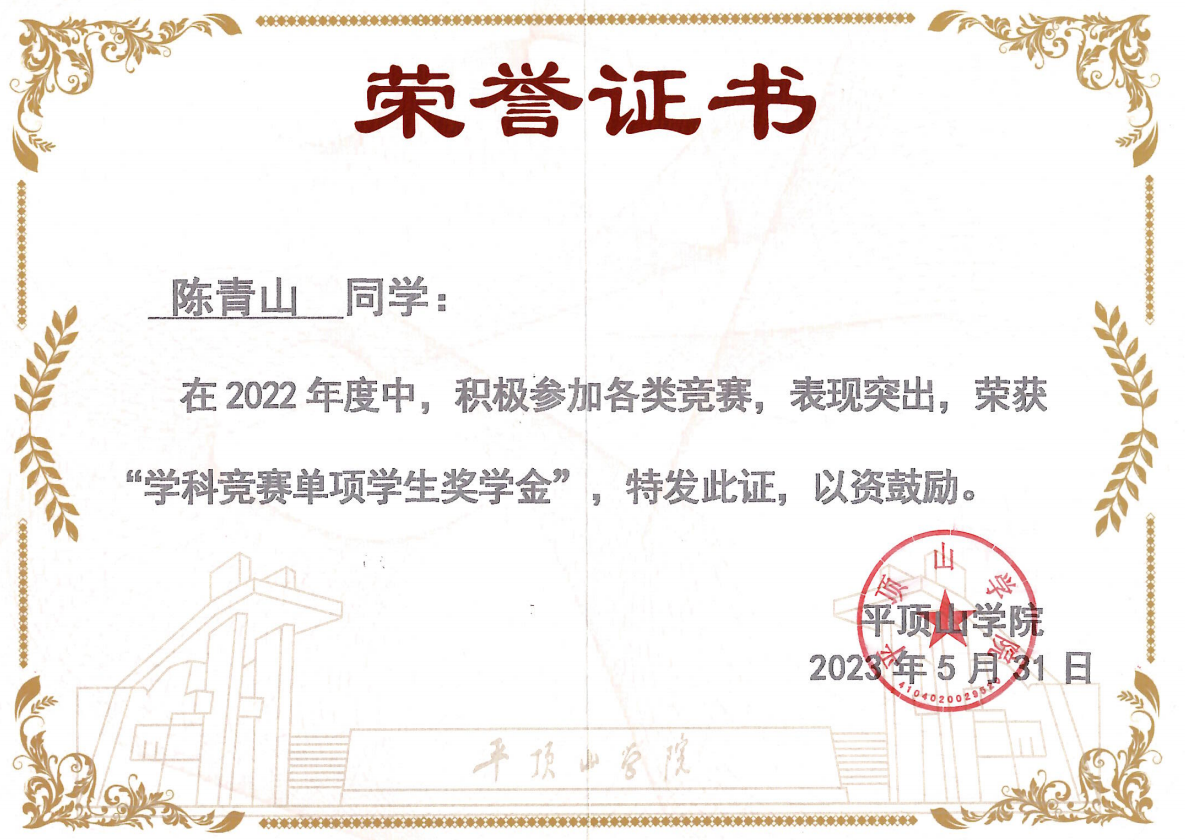 荣誉证书
陈青山 同学：
在 2022 年度中，积极参加各类竞赛，表现突出，荣获
“学科竞赛单项学生奖学金”，特发此证，以资鼓励。
平顶山学院
平顶山学院
2023 年 5 月 31 日
平顶山学院